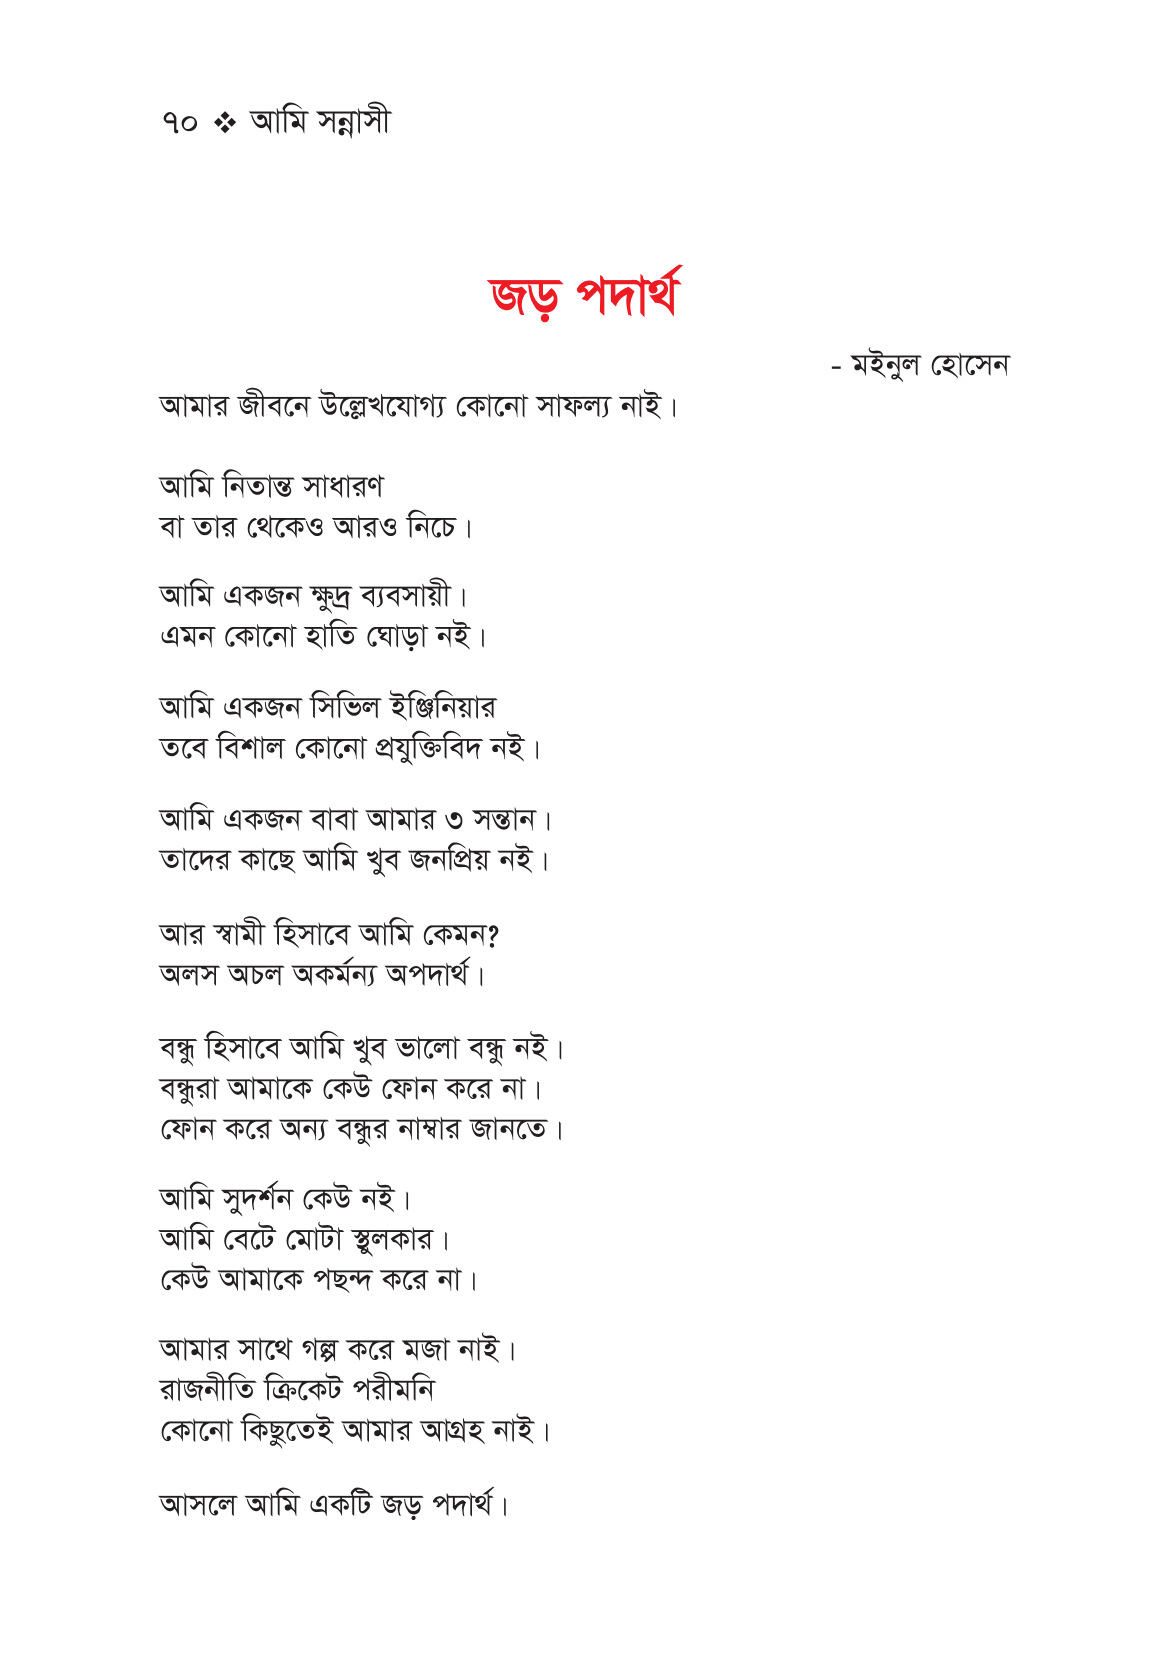 ৭০ ❖ আমি সন্নাসী
জড় পদার্থ
- মইনুল হোসেন
আমার জীবনে উল্লেখযোগ্য কোনো সাফল্য নাই।
আমি নিতান্ত সাধারণ
বা তার থেকেও আরও নিচে।
আমি একজন ক্ষুদ্র ব্যবসায়ী।
এমন কোনো হাতি ঘোড়া নই।
আমি একজন সিভিল ইঞ্জিনিয়ার
তবে বিশাল কোনো প্রযুক্তিবিদ নই।
আমি একজন বাবা আমার ৩ সন্তান।
তাদের কাছে আমি খুব জনপ্রিয় নই।
আর স্বামী হিসাবে আমি কেমন?
অলস অচল অকর্মন্য অপদার্থ।
বন্ধু হিসাবে আমি খুব ভালো বন্ধু নই।
বন্ধুরা আমাকে কেউ ফোন করে না।
ফোন করে অন্য বন্ধুর নাম্বার জানতে।
আমি সুদর্শন কেউ নই।
আমি বেটে মোটা স্থুলকার।
কেউ আমাকে পছন্দ করে না।
আমার সাথে গল্প করে মজা নাই।
রাজনীতি ক্রিকেট পরীমনি
কোনো কিছুতেই আমার আগ্রহ নাই।
আসলে আমি একটি জড় পদার্থ।